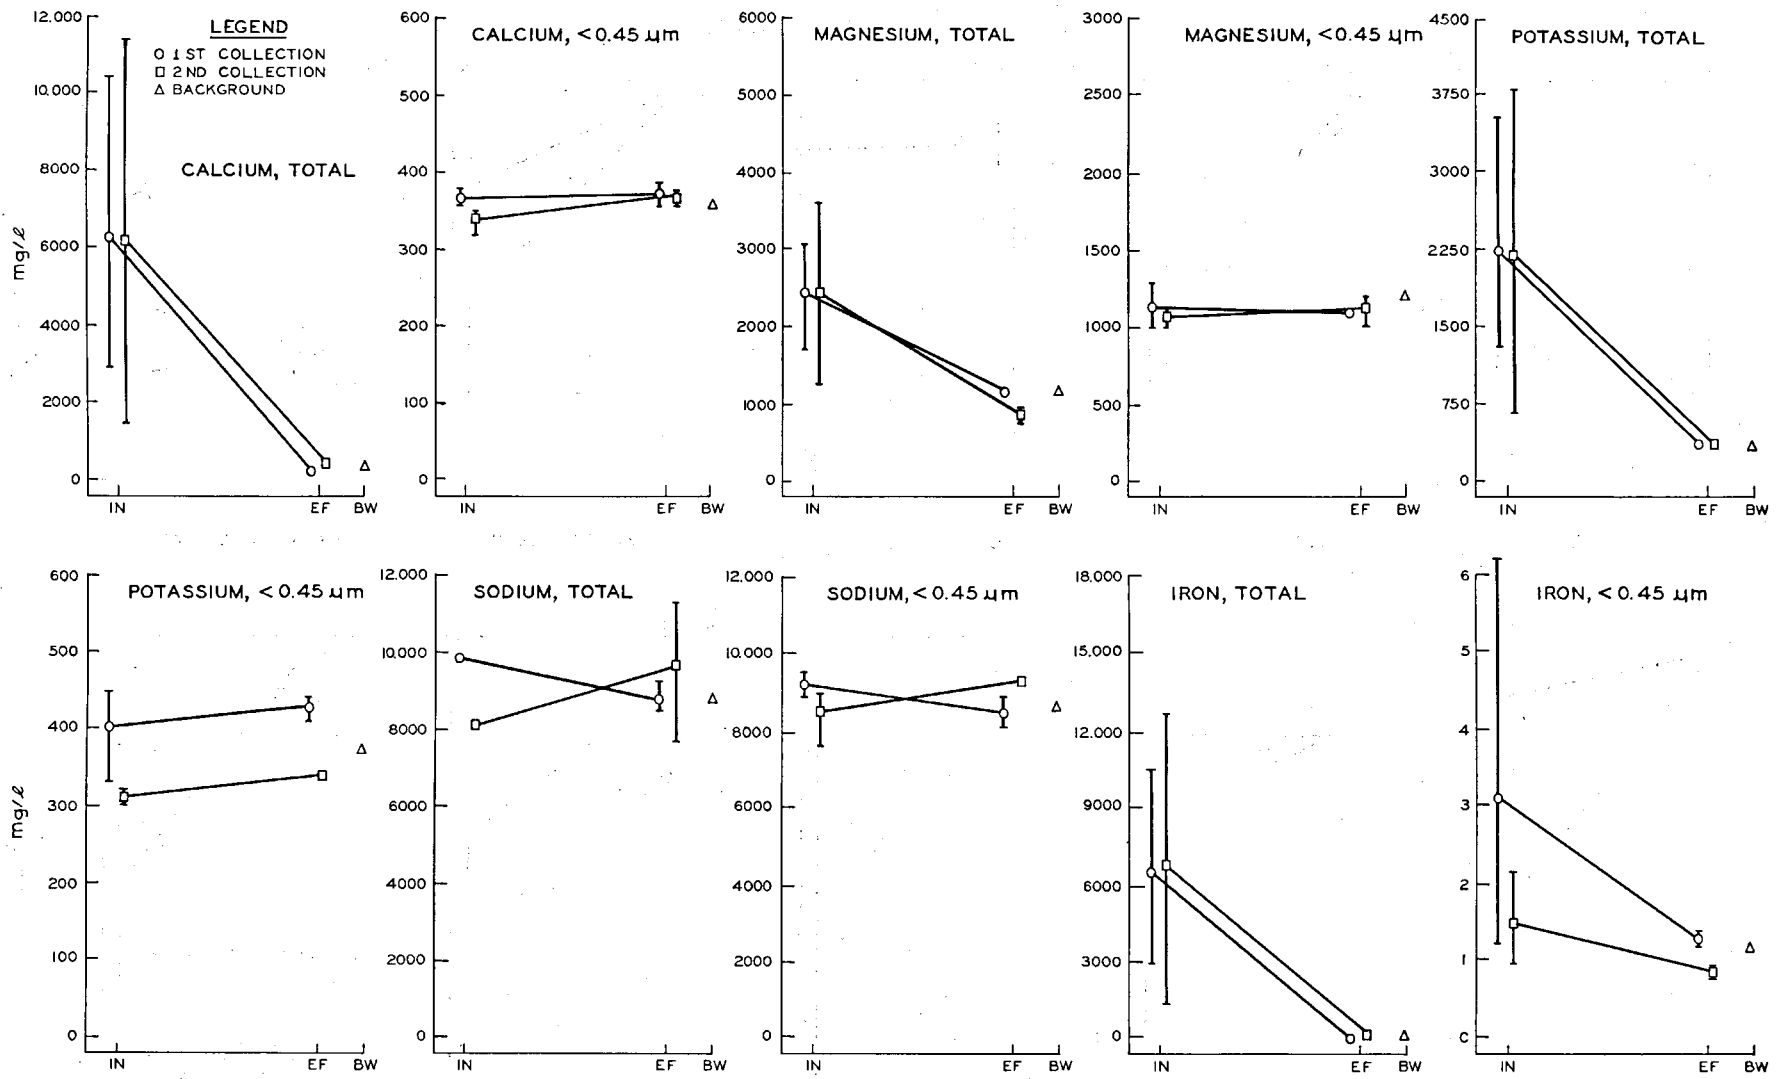 LEGEND
O 1ST COLLECTION
□ 2ND COLLECTION
△ BACKGROUND
CALCIUM, TOTAL
mg/ℓ
12,000
10,000
8000
6000
4000
2000
0
IN EF BW
CALCIUM, <0.45 µm
600
500
400
300
200
100
0
IN EF BW
MAGNESIUM, TOTAL
6000
5000
4000
3000
2000
1000
0
IN EF BW
MAGNESIUM, <0.45 µm
3000
2500
2000
1500
1000
500
0
IN EF BW
POTASSIUM, TOTAL
4500
3750
3000
2250
1500
750
0
IN EF BW
POTASSIUM, <0.45 µm
mg/ℓ
600
500
400
300
200
100
0
IN EF BW
SODIUM, TOTAL
12,000
10,000
8000
6000
4000
2000
0
IN EF BW
SODIUM, <0.45 µm
12,000
10,000
8000
6000
4000
2000
0
IN EF BW
IRON, TOTAL
18,000
15,000
12,000
9000
6000
3000
0
IN EF BW
IRON, <0.45 µm
6
5
4
3
2
1
0
IN EF BW